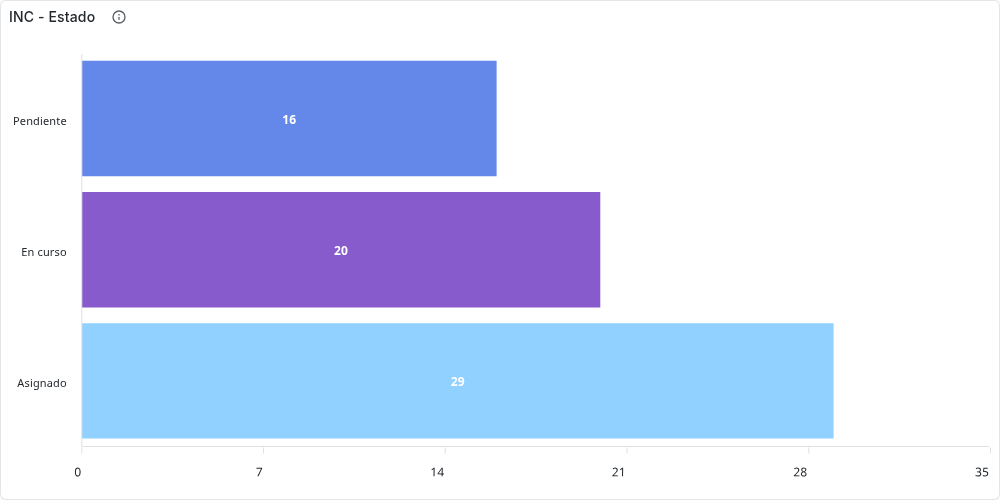 INC - Estado
Pendiente
16
En curso
20
Asignado
29
0 7 14 21 28 35